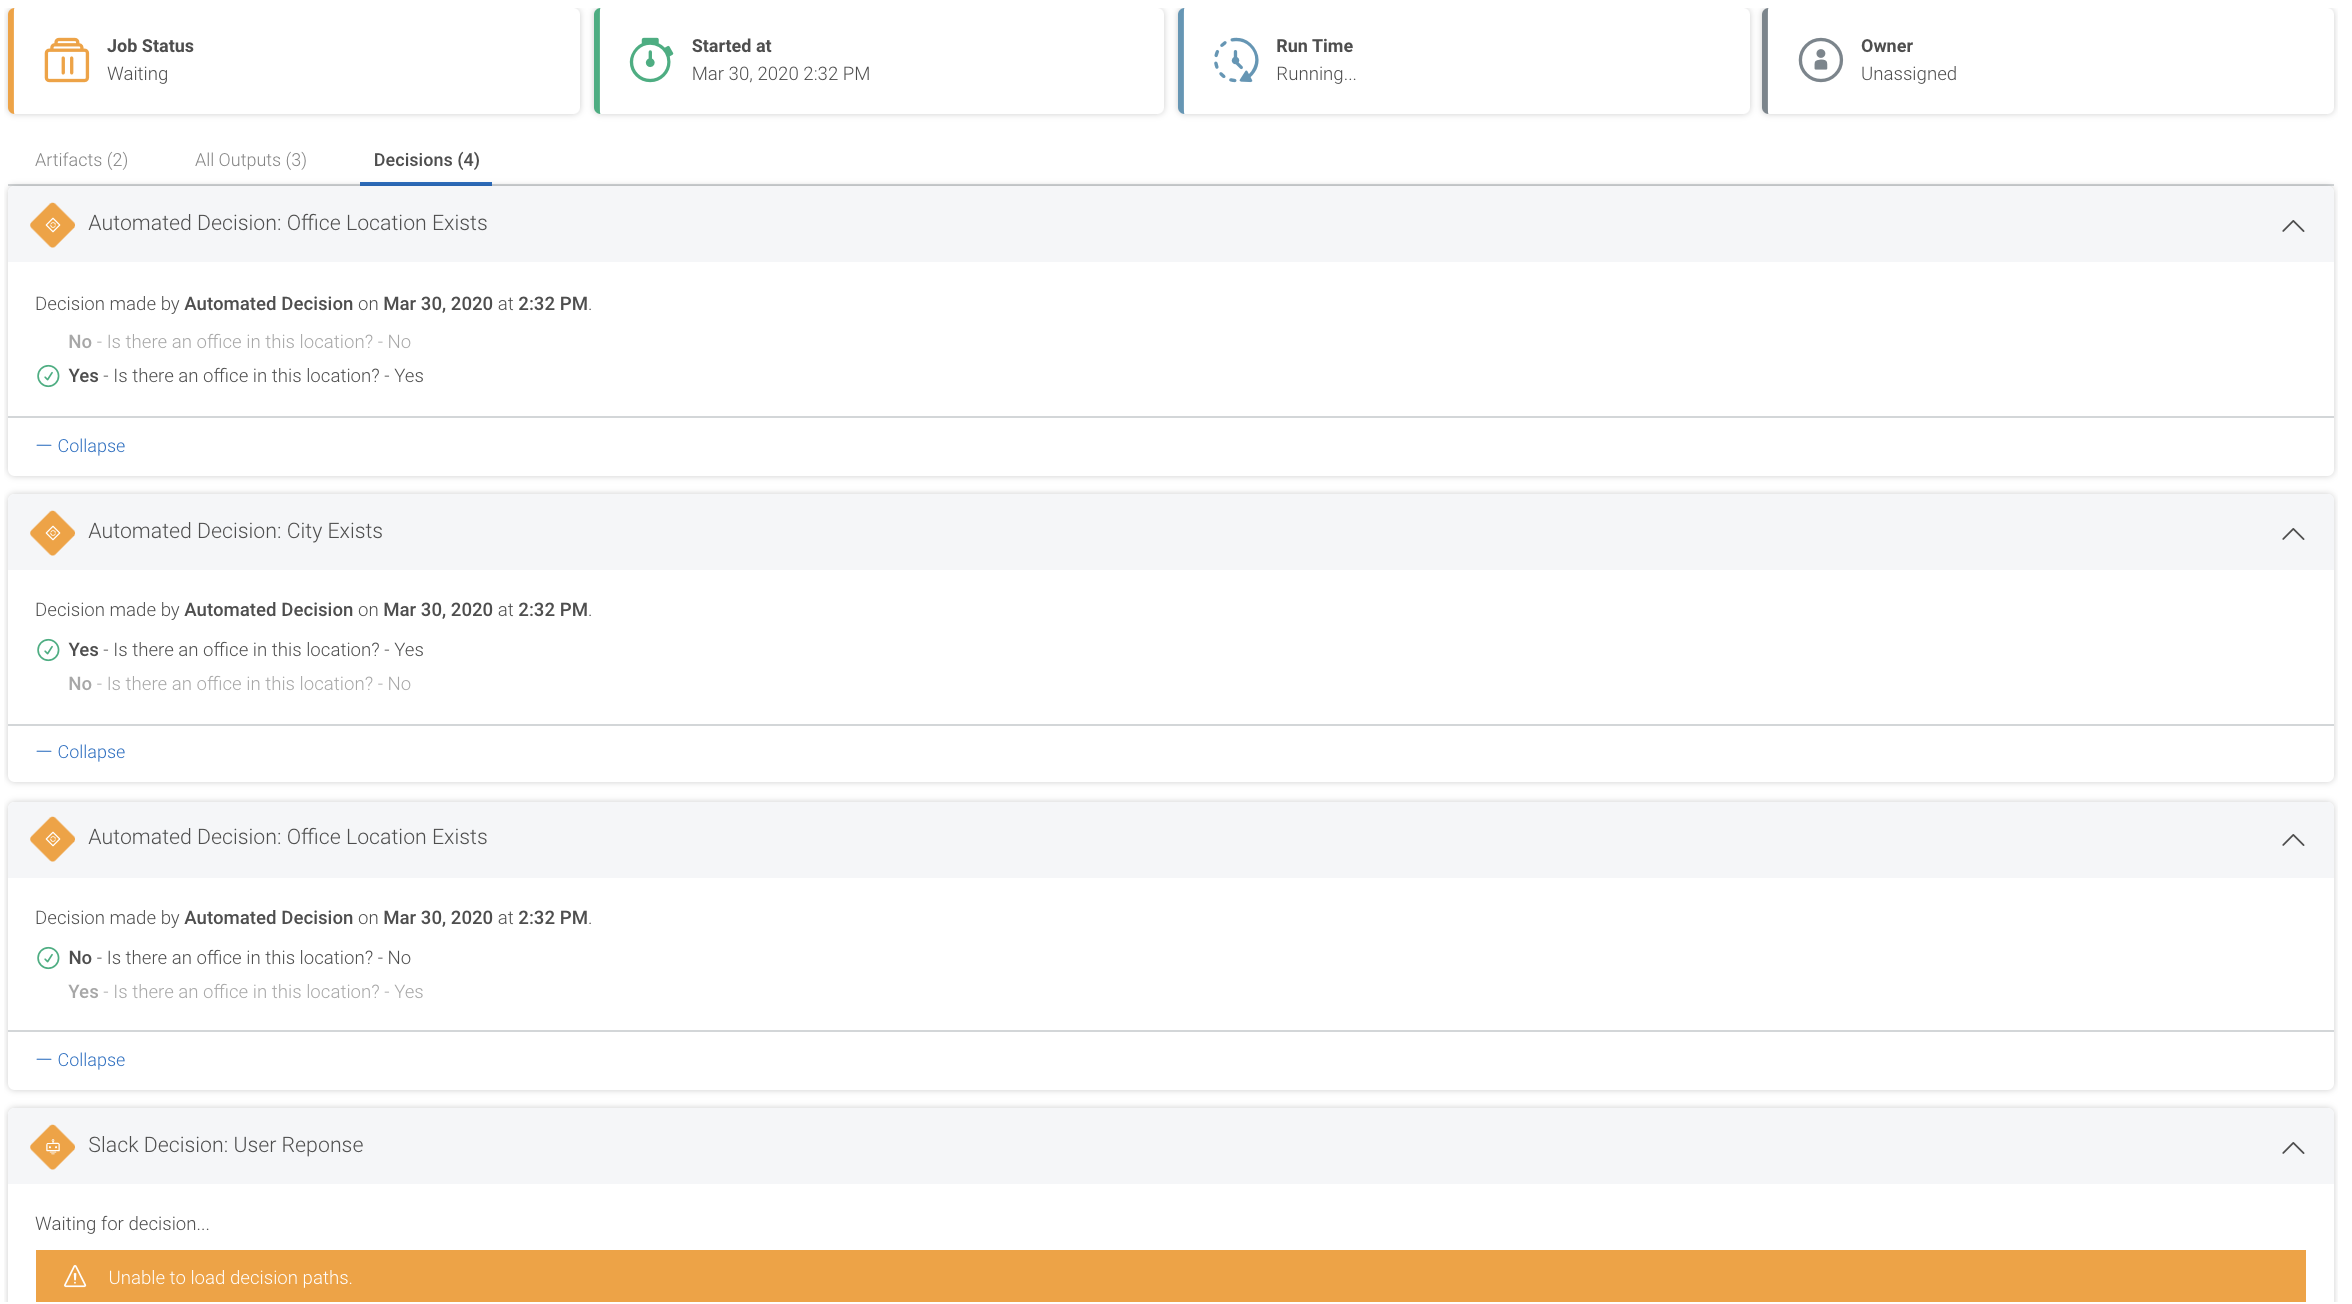 Job Status
Waiting
Started at
Mar 30, 2020 2:32 PM
Run Time
Running...
Owner
Unassigned
Artifacts (2)
All Outputs (3)
Decisions (4)
Automated Decision: Office Location Exists
Decision made by Automated Decision on Mar 30, 2020 at 2:32 PM.
No - Is there an office in this location? - No
Yes - Is there an office in this location? - Yes
Collapse
Automated Decision: City Exists
Decision made by Automated Decision on Mar 30, 2020 at 2:32 PM.
Yes - Is there an office in this location? - Yes
No - Is there an office in this location? - No
Collapse
Automated Decision: Office Location Exists
Decision made by Automated Decision on Mar 30, 2020 at 2:32 PM.
No - Is there an office in this location? - No
Yes - Is there an office in this location? - Yes
Collapse
Slack Decision: User Reponse
Waiting for decision...
Unable to load decision paths.